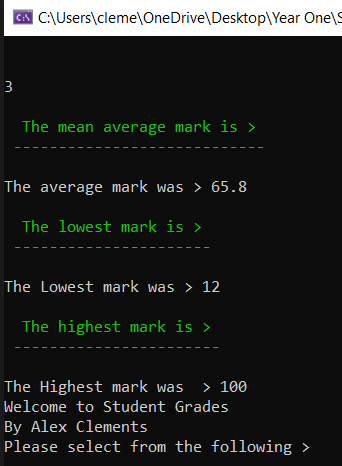 C:\Users\cleme\OneDrive\Desktop\Year One\S
3
The mean average mark is >
----------------------------
The average mark was > 65.8
The lowest mark is >
----------------------
The Lowest mark was > 12
The highest mark is >
-----------------------
The Highest mark was  > 100
Welcome to Student Grades
By Alex Clements
Please select from the following >